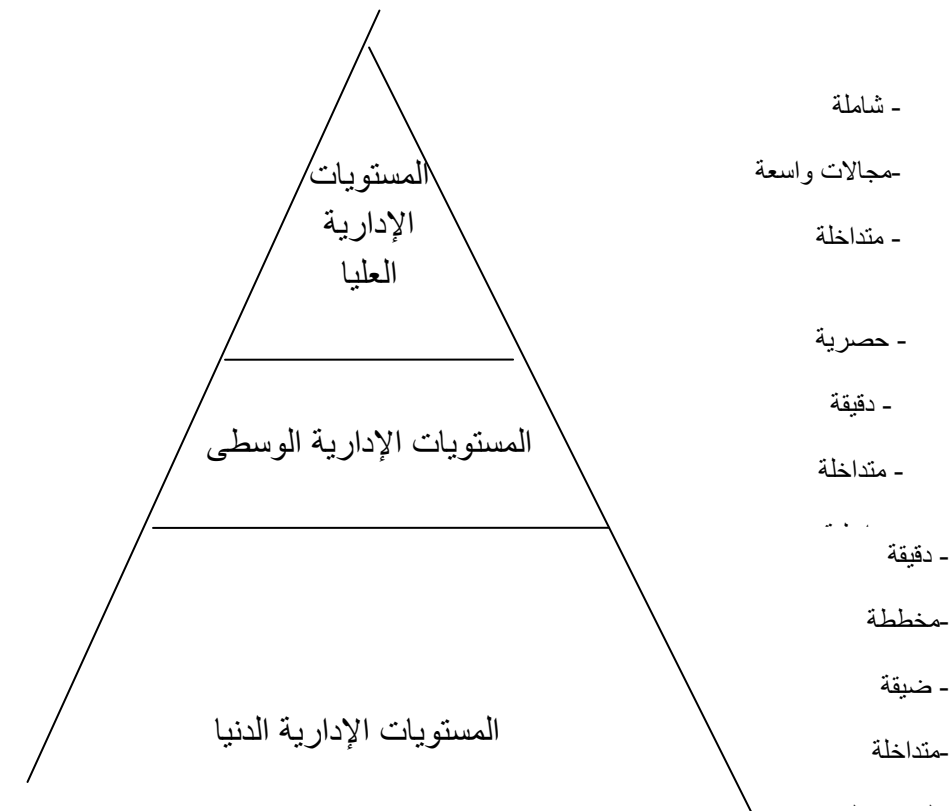 - شاملة
-مجالات واسعة
- متداخلة
المستويات
الإدارية
العليا
- حصرية
- دقيقة
- متداخلة
المستويات الإدارية الوسطى
- دقيقة
-مخططة
- ضيقة
-متداخلة
المستويات الإدارية الدنيا